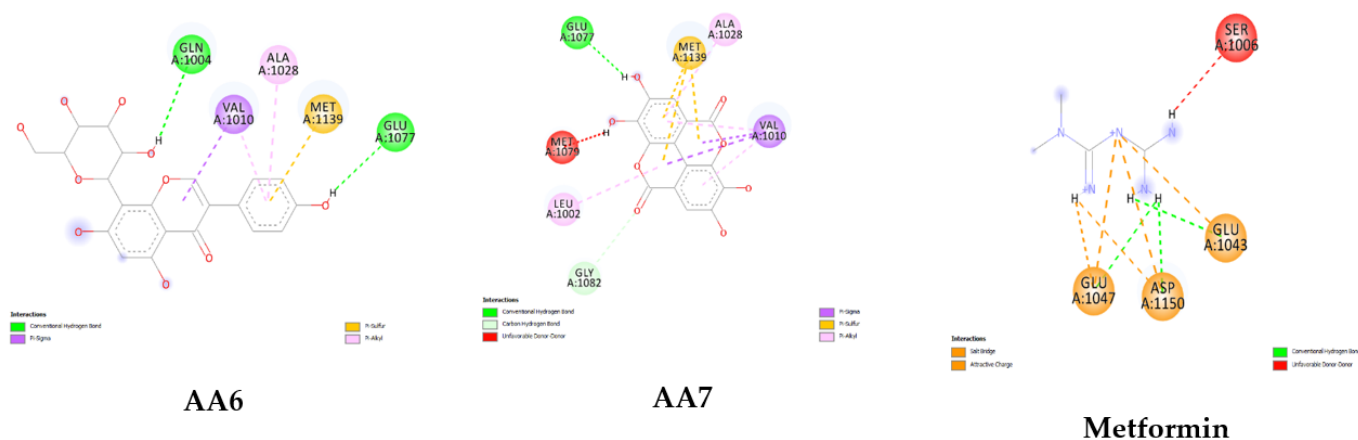 GLN
A:1004
ALA
A:1028
VAL
1010
MET
A:1139
GLU
A:1077
H
H
O
O
O
O
O
O
O
O
O
O
Interactions
Conventional Hydrogen Bond
Pi-Sigma
Pi-Sulfur
Pi-Alkyl
AA6
GLU
A:1077
MET
A:1139
ALA
A:1028
VAL
A:1010
MET
A:1079
LEU
A:1002
GLY
A:1082
H
H
O
O
O
O
O
O
O
O
Interactions
Conventional Hydrogen Bond
Carbon Hydrogen Bond
Unfavorable Donor-Donor
Pi-Sigma
Pi-Sulfur
Pi-Alkyl
AA7
SER
A:1006
H
N
N
N
N
N
H
H
H
GLU
A:1043
GLU
A:1047
ASP
A:1150
Interactions
Salt Bridge
Attractive Charge
Conventional Hydrogen Bond
Unfavorable Donor-Donor
Metformin